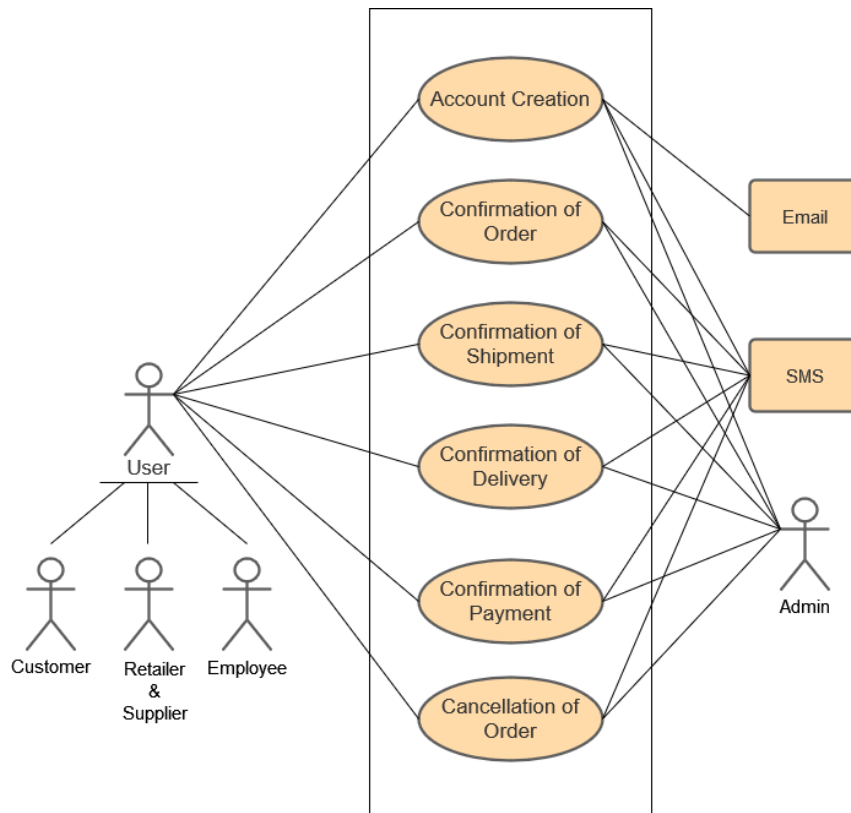 Account Creation
Email
Confirmation of
Order
Confirmation of
Shipment
SMS
User
Confirmation of
Delivery
Customer
Retailer
&
Supplier
Employee
Confirmation of
Payment
Admin
Cancellation of
Order